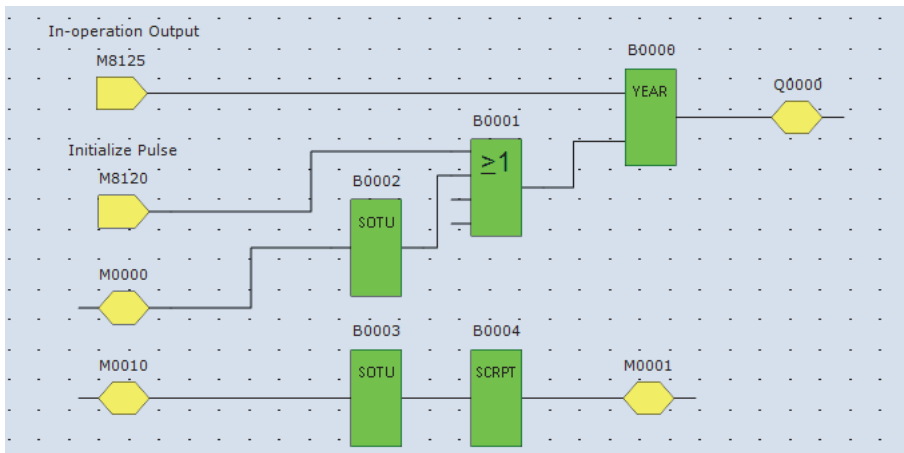 In-operation Output
M8125
B0000
YEAR
Q0000
Initialize Pulse
M8120
B0001
≥1
B0002
SOTU
M0000
B0003
SOTU
B0004
SCRPT
M0010
M0001